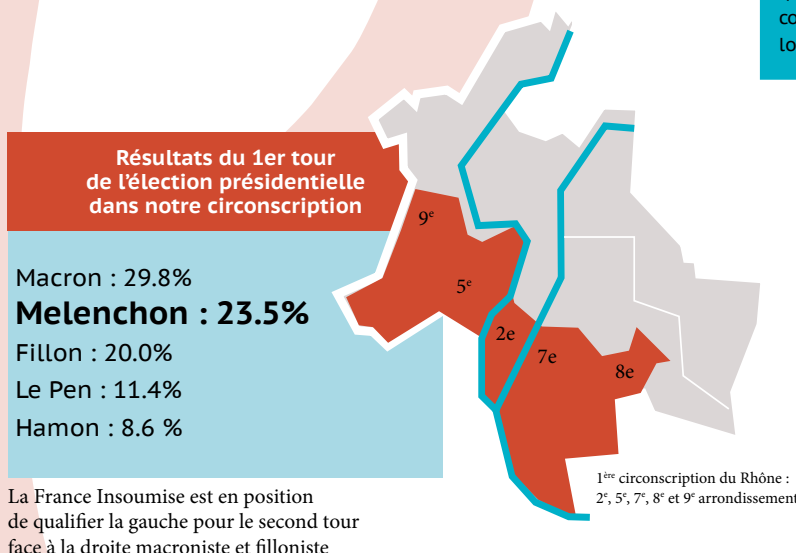 co
lo
Résultats du 1er tour
de l'élection présidentielle
dans notre circonscription
Macron : 29.8%
Melenchon : 23.5%
Fillon : 20.0%
Le Pen : 11.4%
Hamon : 8.6 %
9e
5e
2e
7e
8e
1ère circonscription du Rhône :
2e, 5e, 7e, 8e et 9e arrondissement
La France Insoumise est en position
de qualifier la gauche pour le second tour
face à la droite macroniste et filloniste